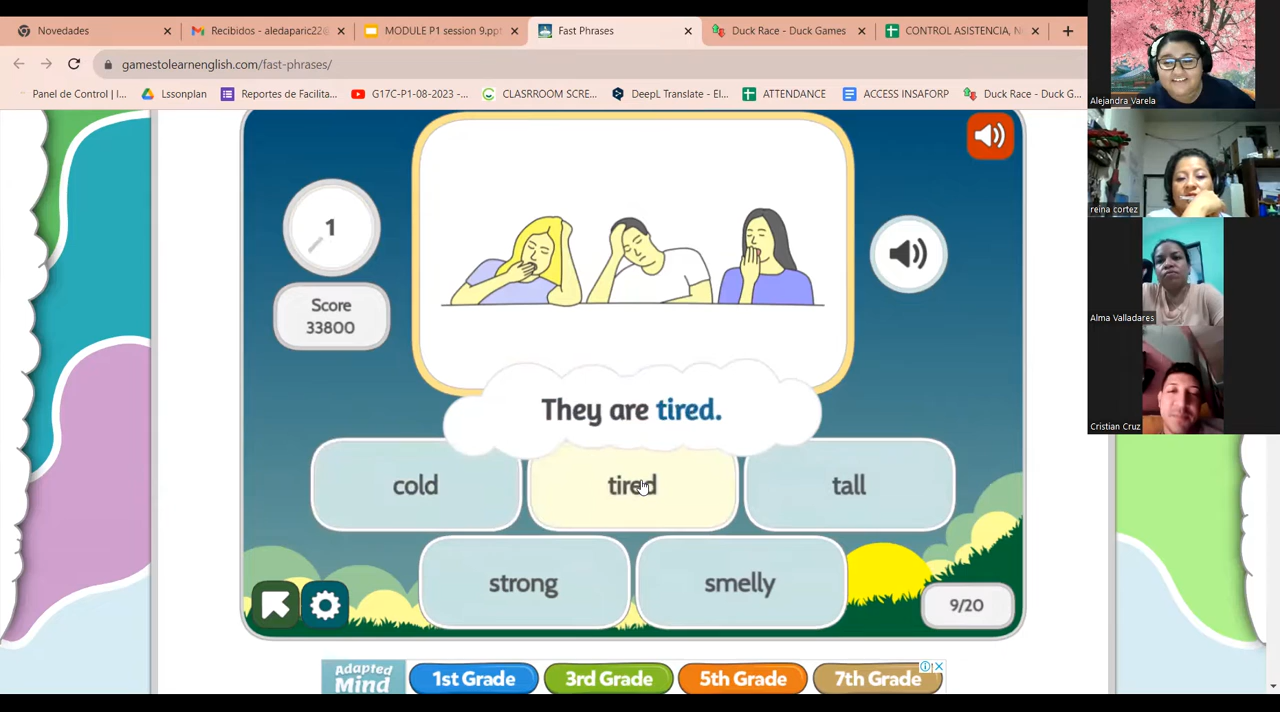 Novedades
Recibidos - aledaparic22@
MODULE P1 session 9.ppt
Fast Phrases
Duck Race - Duck Games
CONTROL ASISTENCIA, N
gamestolearnenglish.com/fast-phrases/
Panel de Control | I...
Lssonplan
Reportes de Facilita...
G17C-P1-08-2023 -...
CLASSROOM SCRE...
DeepL Translate - El...
ATTENDANCE
ACCESS INSAFORP
Duck Race - Duck G...
Alejandra Varela
reina cortez
Alma Valladares
Cristian Cruz
1
Score
33800
They are tired.
cold
tired
tall
strong
smelly
9/20
Adapted
Mind
1st Grade
3rd Grade
5th Grade
7th Grade